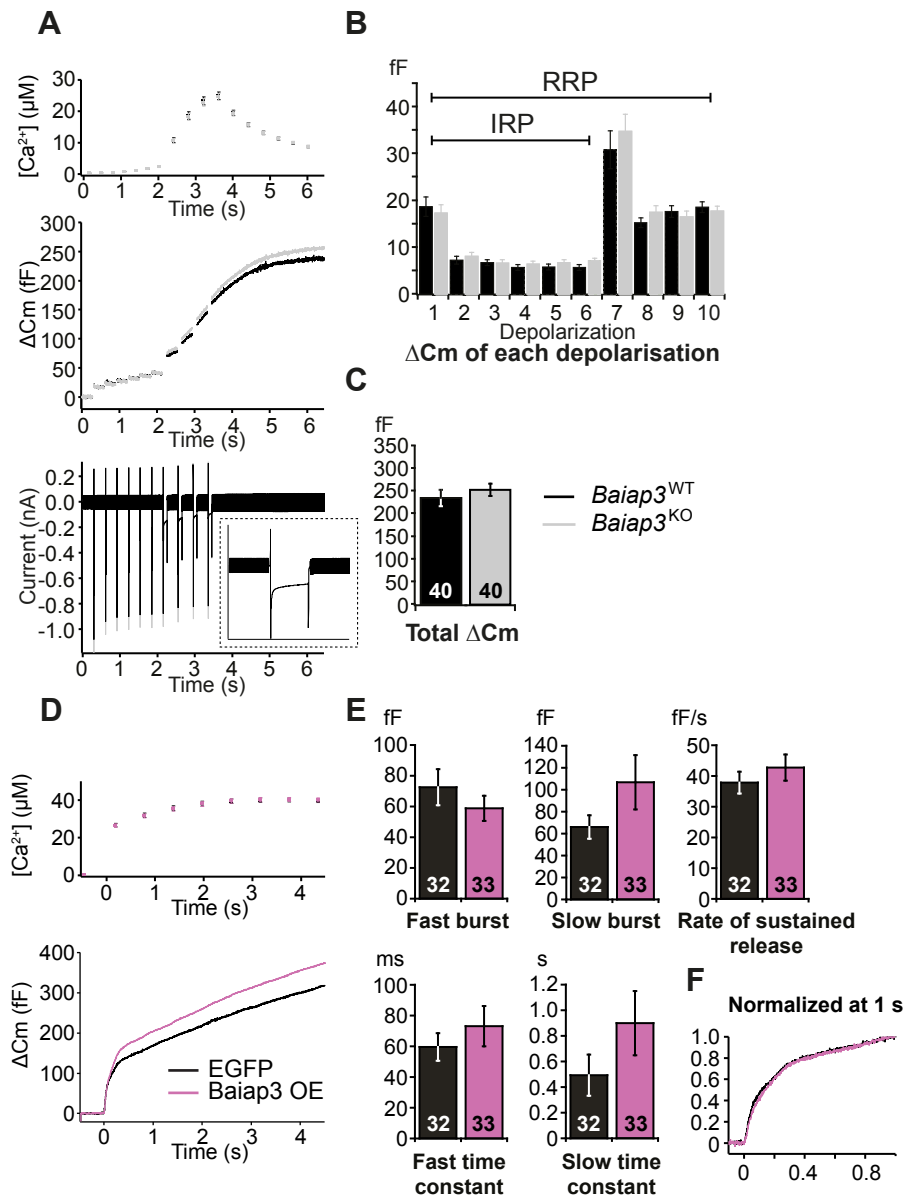 A
[Ca²⁺] (µM)
30
20
10
0
0 1 2 3 4 5 6
Time (s)
ΔCm (fF)
300
250
200
150
100
50
0
0 1 2 3 4 5 6
Time (s)
Current (nA)
0.2
0.0
-0.2
-0.4
-0.6
-0.8
-1.0
0 1 2 3 4 5 6
Time (s)
B
fF
40
30
20
10
0
RRP
IRP
1 2 3 4 5 6 7 8 9 10
Depolarization
ΔCm of each depolarisation
C
fF
350
300
250
200
150
100
50
0
40 40
Total ΔCm
Baiap3WT
Baiap3KO
D
[Ca²⁺] (µM)
40
20
0
0 1 2 3 4
Time (s)
ΔCm (fF)
400
300
200
100
0
EGFP
Baiap3 OE
0 1 2 3 4
Time (s)
E
fF
100
80
60
40
20
0
32 33
Fast burst
fF
140
120
100
80
60
40
20
0
32 33
Slow burst
fF/s
50
40
30
20
10
0
32 33
Rate of sustained
release
ms
100
80
60
40
20
0
32 33
Fast time
constant
s
1.2
1.0
0.8
0.6
0.4
0.2
0
32 33
Slow time
constant
F
Normalized at 1 s
1.0
0.8
0.6
0.4
0.2
0
0 0.4 0.8